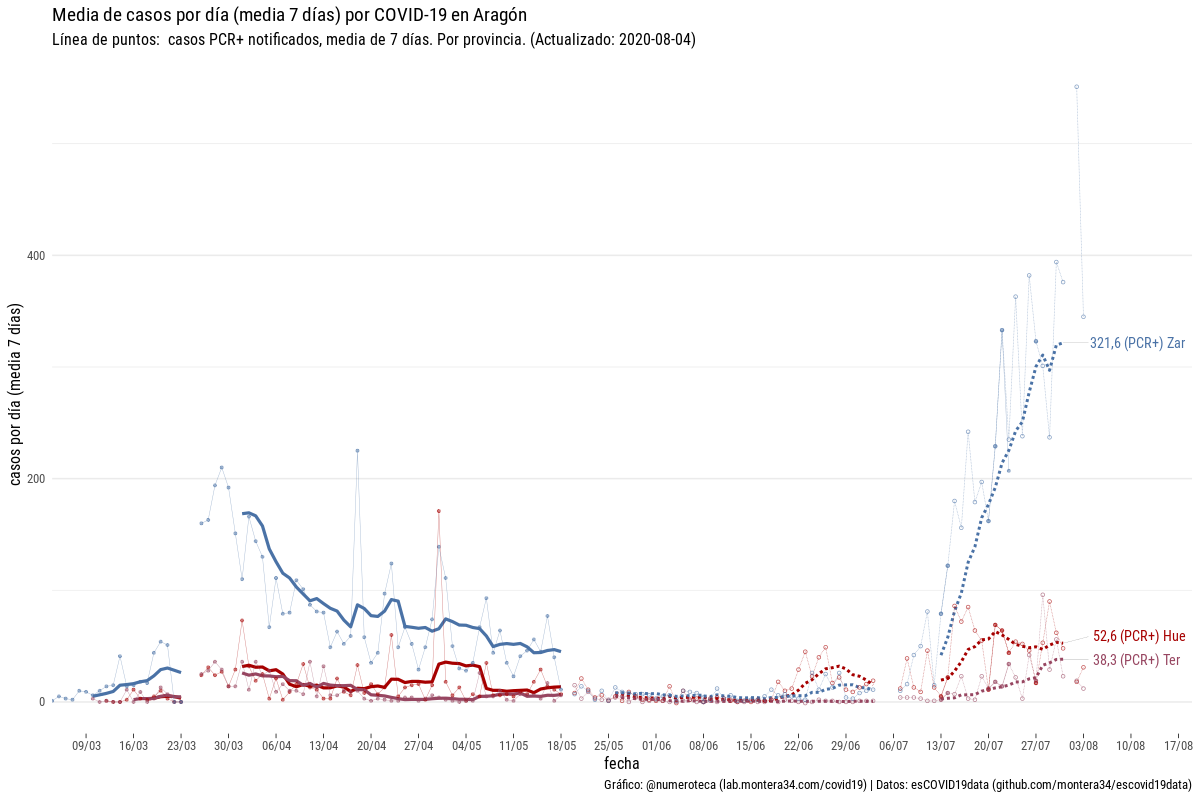 Media de casos por día (media 7 días) por COVID-19 en Aragón
Línea de puntos:  casos PCR+ notificados, media de 7 días. Por provincia. (Actualizado: 2020-08-04)
casos por día (media 7 días)
400
200
0
321,6 (PCR+) Zar
52,6 (PCR+) Hue
38,3 (PCR+) Ter
09/03 16/03 23/03 30/03 06/04 13/04 20/04 27/04 04/05 11/05 18/05 25/05 01/06 08/06 15/06 22/06 29/06 06/07 13/07 20/07 27/07 03/08 10/08 17/08
fecha
Gráfico: @numeroteca (lab.montera34.com/covid19) | Datos: esCOVID19data (github.com/montera34/escovid19data)